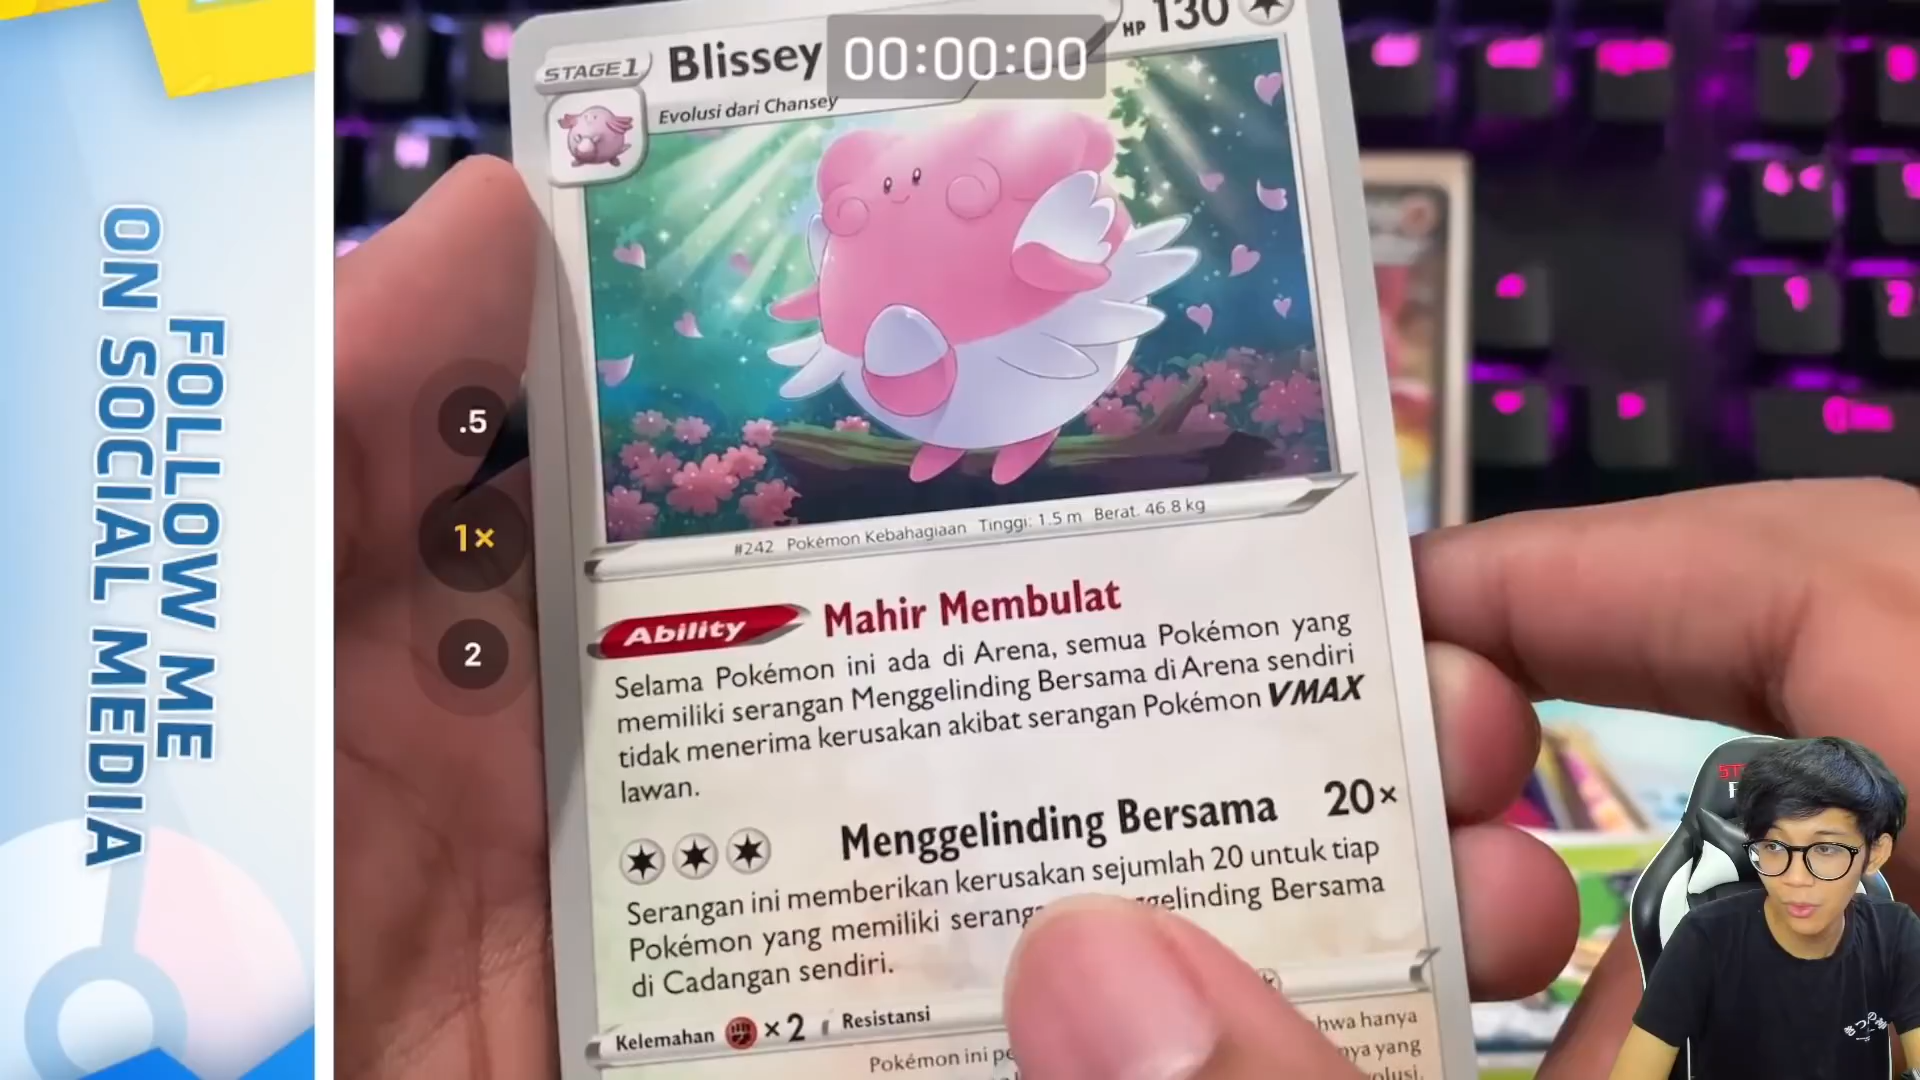 FOLLOW ME
ON SOCIAL MEDIA
STAGE1
Blissey
00:00:00
HP 130
Evolusi dari Chansey
.5
1×
2
#242 Pokémon Kebahagiaan Tinggi: 1.5 m Berat. 46.8 kg
Ability
Mahir Membulat
Selama Pokémon ini ada di Arena, semua Pokémon yang
memiliki serangan Menggelinding Bersama di Arena sendiri
tidak menerima kerusakan akibat serangan Pokémon VMAX
lawan.
Menggelinding Bersama 20×
Serangan ini memberikan kerusakan sejumlah 20 untuk tiap
Pokémon yang memiliki Bersama
di Cadangan sendiri.
Kelemahan ×2 Resistansi
hanya
Pokémon ini yang